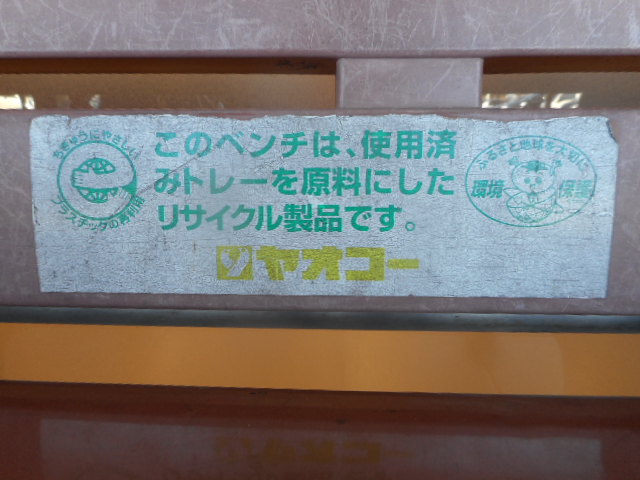 ちきゅうにやさしい
プラスチックの再利用
このベンチは、使用済
みトレーを原料にした
リサイクル製品です。
ヤオコー
ふるさと地球を大切に
環境 保護